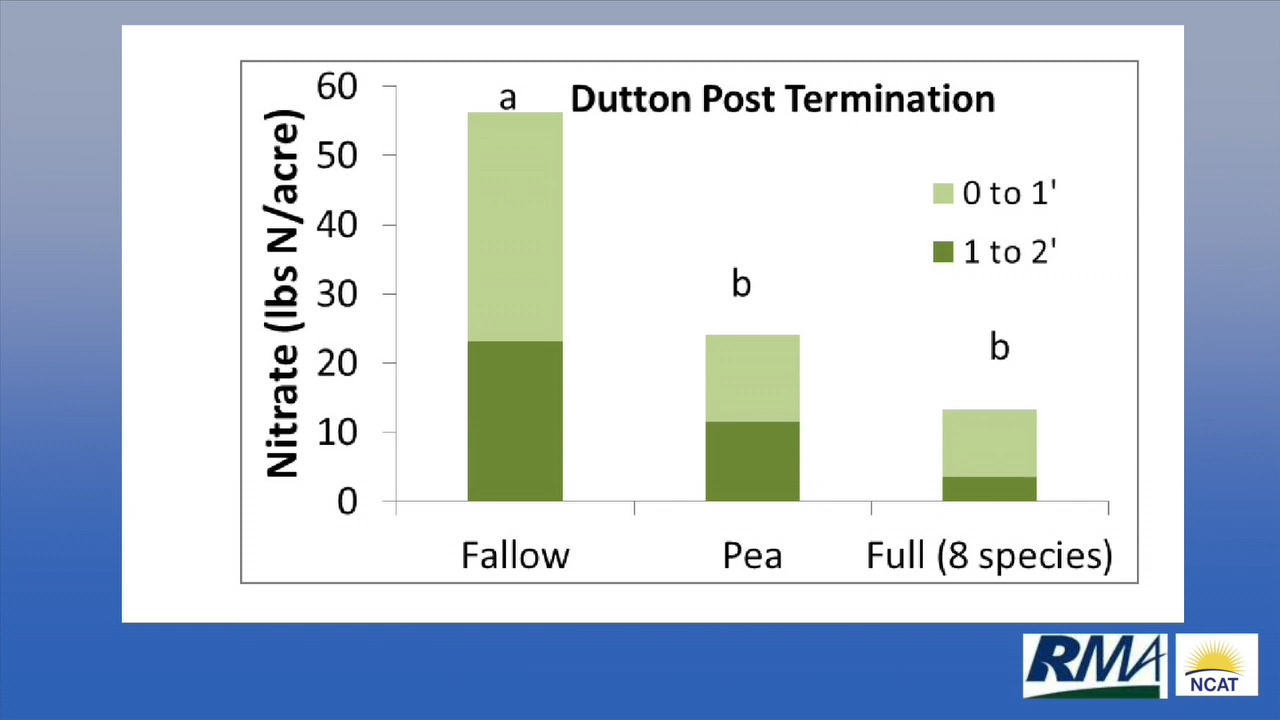 Dutton Post Termination
Nitrate (lbs N/acre)
60
50
40
30
20
10
0
a
b
b
0 to 1'
1 to 2'
Fallow
Pea
Full (8 species)
RMA
NCAT